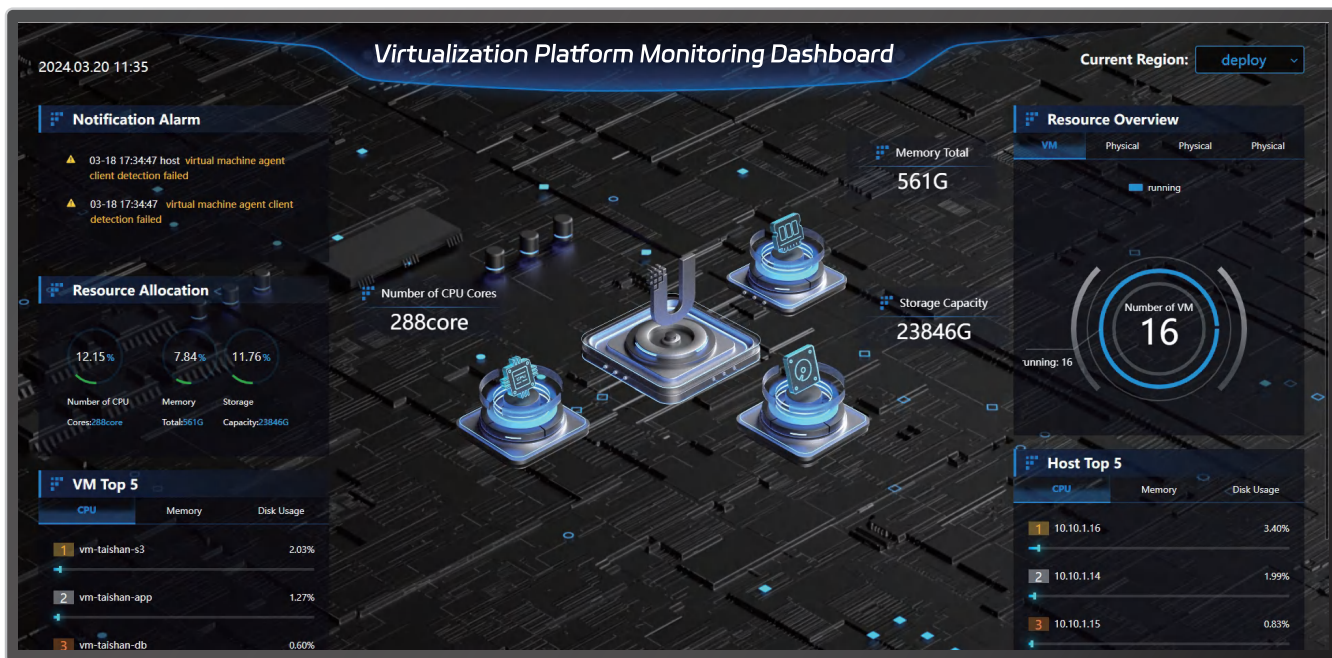 Virtualization Platform Monitoring Dashboard
2024.03.20 11:35
Current Region:
deploy
Notification Alarm
03-18 17:34:47 host virtual machine agent
client detection failed
03-18 17:34:47 virtual machine agent client
detection failed
Resource Allocation
12.15%
7.84%
11.76%
Number of CPU
Cores:288core
Memory
Total:561G
Storage
Capacity:23846G
VM Top 5
CPU
Memory
Disk Usage
1 vm-taishan-s3 2.03%
2 vm-taishan-app 1.27%
3 vm-taishan-db 0.60%
Number of CPU Cores
288core
Memory Total
561G
Storage Capacity
23846G
Resource Overview
VM
Physical
Physical
Physical
running
Number of VM
16
running: 16
Host Top 5
CPU
Memory
Disk Usage
1 10.10.1.16 3.40%
2 10.10.1.14 1.99%
3 10.10.1.15 0.83%